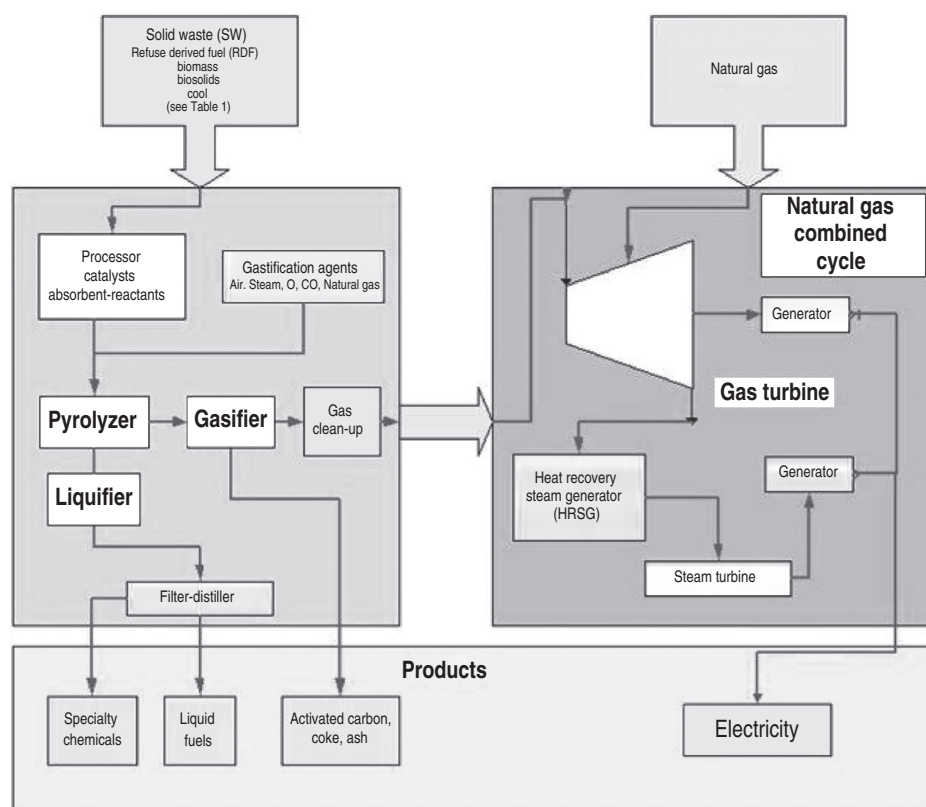 Solid waste (SW)
Refuse derived fuel (RDF)
biomass
biosolids
cool
(see Table 1)
Natural gas
Processor
catalysts
absorbent-reactants
Gastification agents
Air. Steam, O, CO, Natural gas
Natural gas
combined
cycle
Generator
Pyrolyzer
Gasifier
Gas
clean-up
Gas turbine
Liquifier
Heat recovery
steam generator
(HRSG)
Generator
Steam turbine
Filter-distiller
Products
Specialty
chemicals
Liquid
fuels
Activated carbon,
coke, ash
Electricity